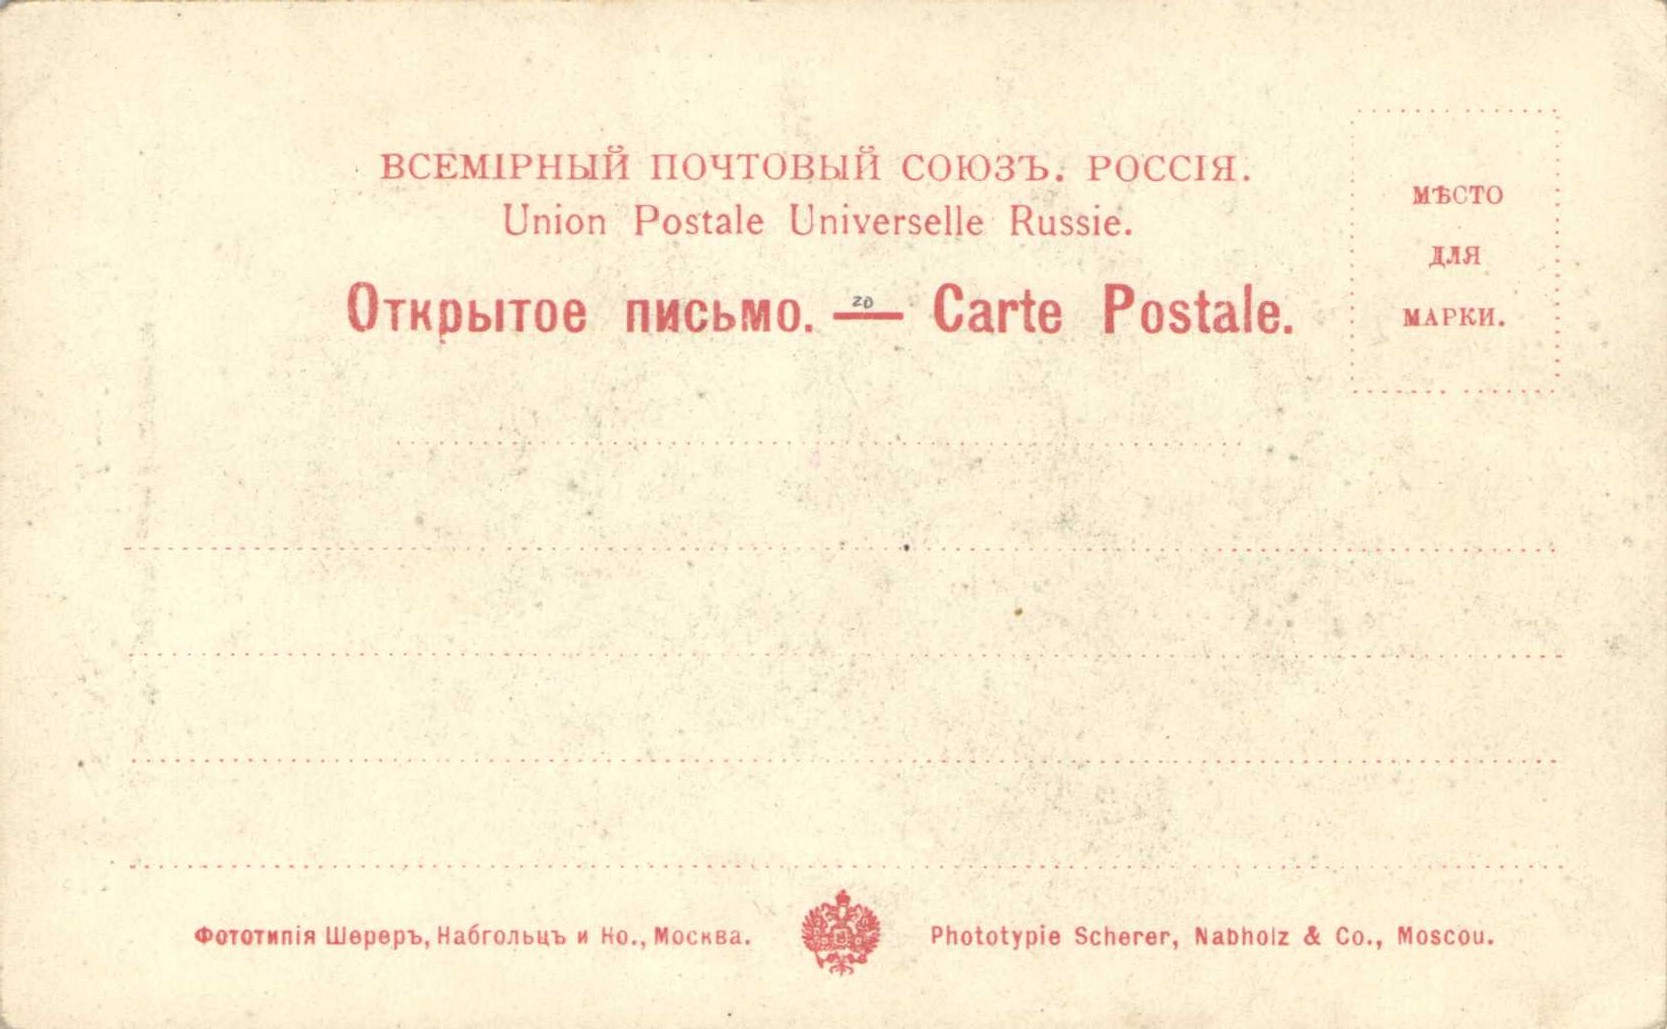 ВСЕМІРНЫЙ ПОЧТОВЫЙ СОЮЗЪ. РОССІЯ.
Union Postale Universelle Russie.
Открытое письмо. — Carte Postale.
20
МѢСТО
ДЛЯ
МАРКИ.
Фототипія Шереръ, Набгольцъ и Ко., Москва.
Phototypie Scherer, Nabholz & Co., Moscou.